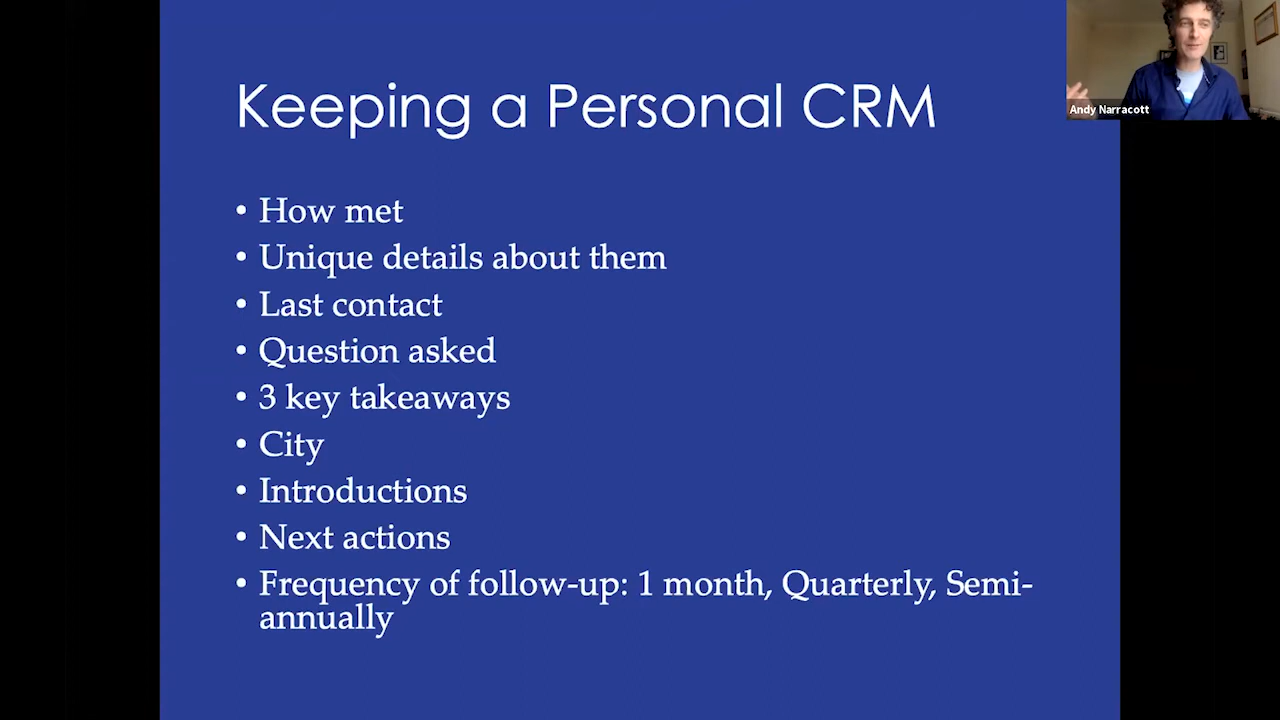 Keeping a Personal CRM
Andy Narracott
• How met
• Unique details about them
• Last contact
• Question asked
• 3 key takeaways
• City
• Introductions
• Next actions
• Frequency of follow-up: 1 month, Quarterly, Semi-
annually